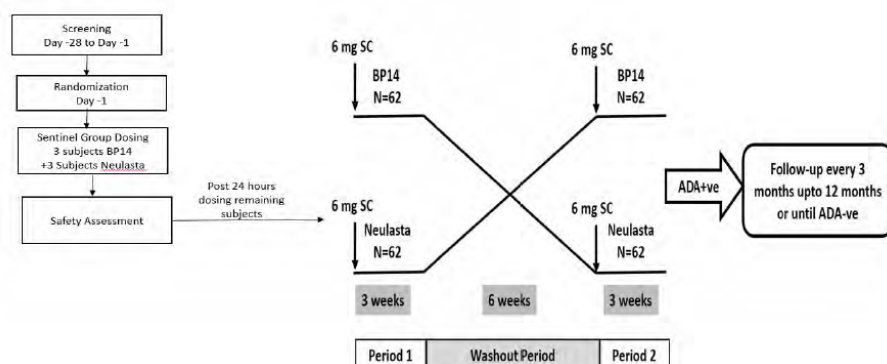 Screening
Day -28 to Day -1
Randomization
Day -1
Sentinel Group Dosing
3 subjects BP14
+3 Subjects Neulasta
Safety Assessment
Post 24 hours
dosing remaining
subjects
6 mg SC
BP14
N=62
6 mg SC
Neulasta
N=62
6 mg SC
BP14
N=62
6 mg SC
Neulasta
N=62
ADA+ve
Follow-up every 3
months upto 12 months
or until ADA-ve
3 weeks
6 weeks
3 weeks
Period 1
Washout Period
Period 2